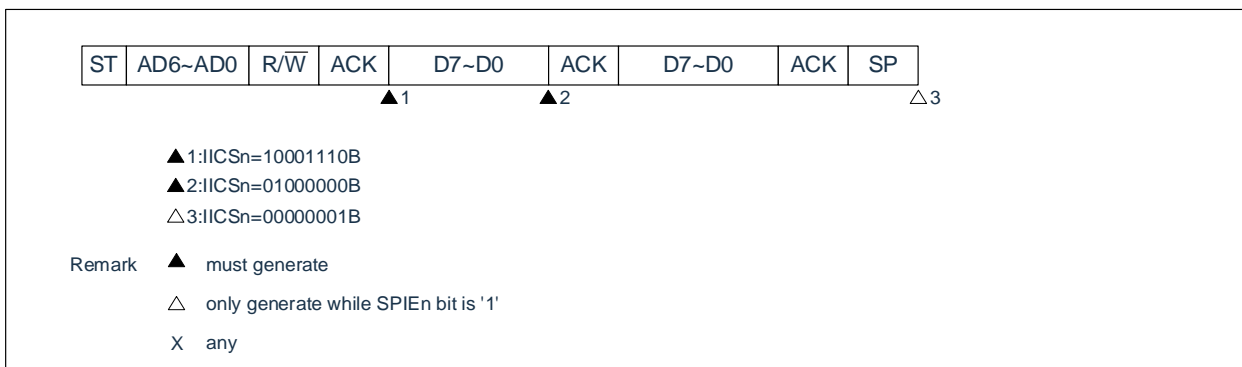 ST AD6~AD0 R/W̅ ACK D7~D0 ACK D7~D0 ACK SP
▲1 ▲2 △3
▲1:IICSn=10001110B
▲2:IICSn=01000000B
△3:IICSn=00000001B
Remark ▲ must generate
△ only generate while SPIEn bit is '1'
X any